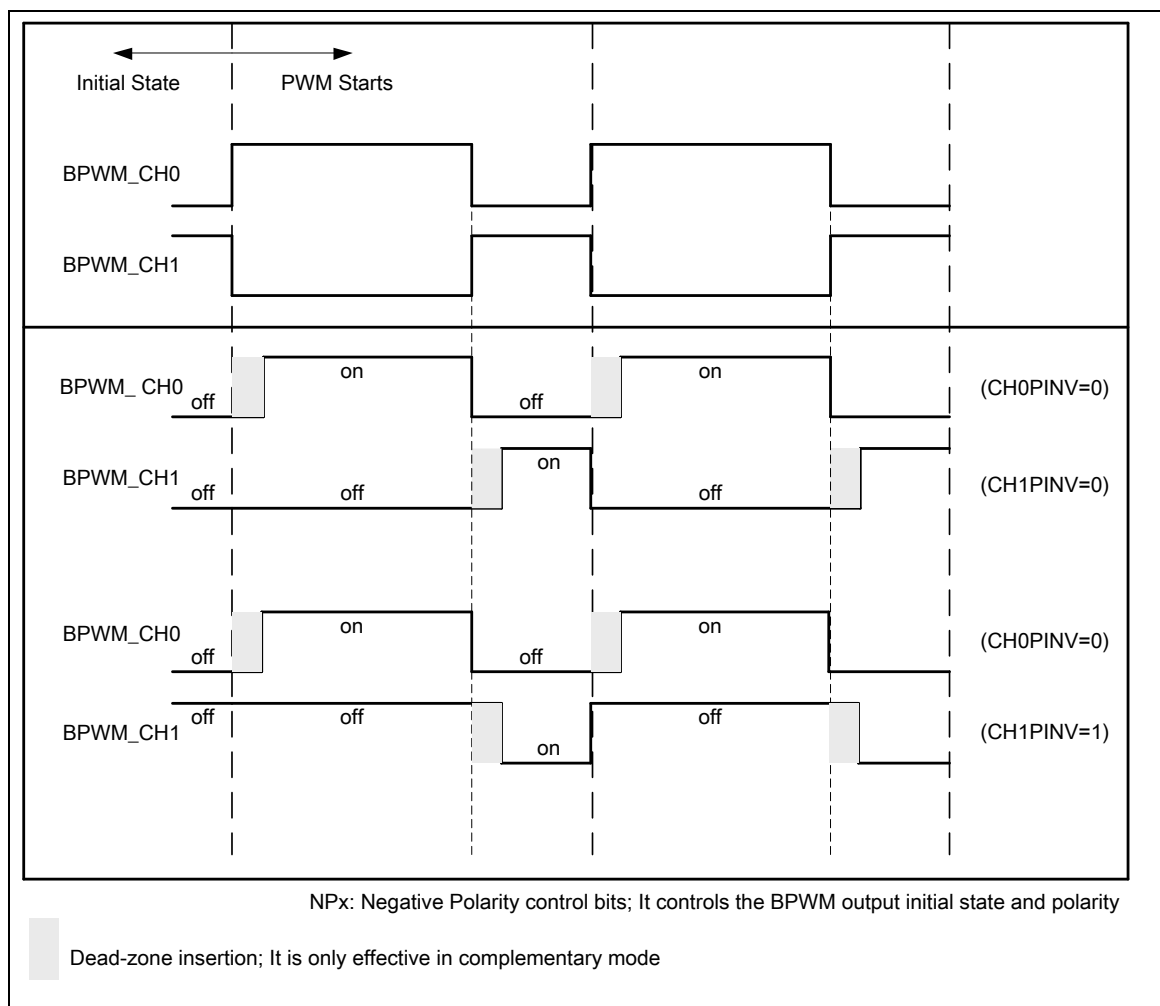 Initial State PWM Starts
BPWM_CH0
BPWM_CH1
BPWM_ CH0 off on off on (CH0PINV=0)
BPWM_CH1 off off on off (CH1PINV=0)
BPWM_CH0 off on off on (CH0PINV=0)
BPWM_CH1 off off on off (CH1PINV=1)
NPx: Negative Polarity control bits; It controls the BPWM output initial state and polarity
Dead-zone insertion; It is only effective in complementary mode